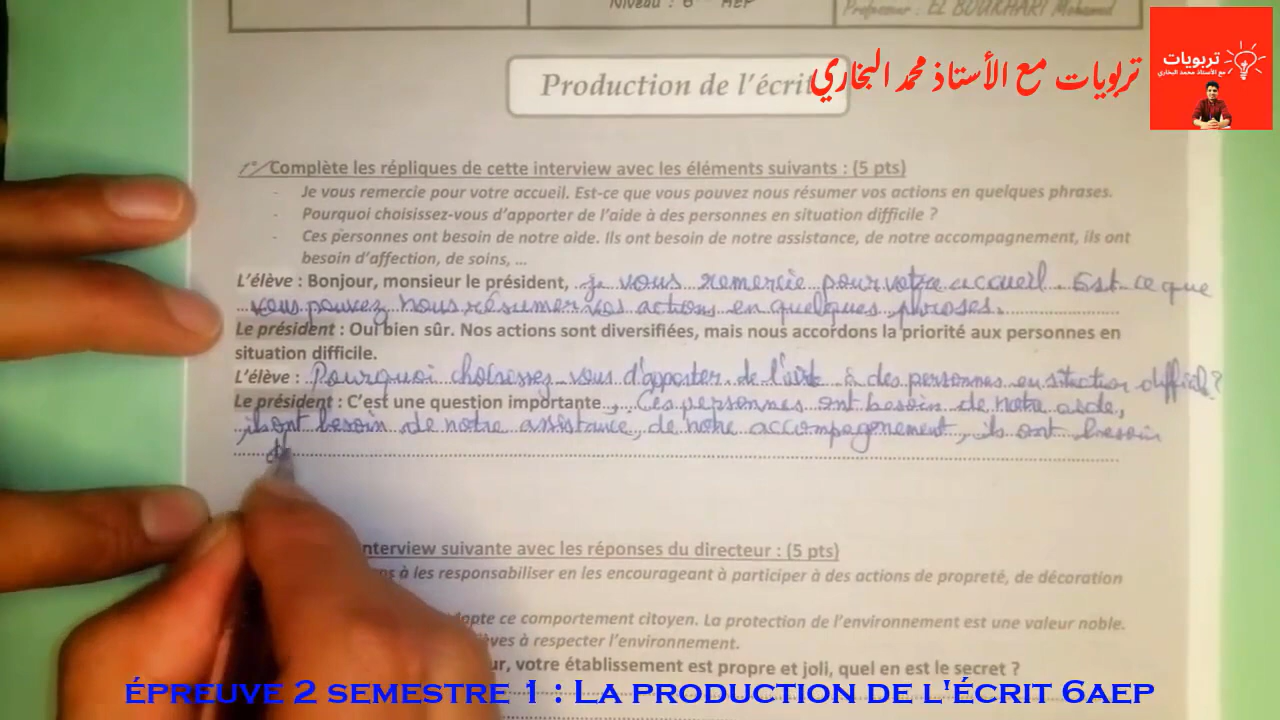 Niveau : 6ème AEP
Professeur : EL BOUKHARI Mohamed
تربويات مع الأستاذ محمد البخاري
تربويات
مع الأستاذ محمد البخاري
Production de l'écrit
1°/ Complète les répliques de cette interview avec les éléments suivants : (5 pts)
- Je vous remercie pour votre accueil. Est-ce que vous pouvez nous résumer vos actions en quelques phrases.
- Pourquoi choisissez-vous d'apporter de l'aide à des personnes en situation difficile ?
- Ces personnes ont besoin de notre aide. Ils ont besoin de notre assistance, de notre accompagnement, ils ont
besoin d'affection, de soins, ...
L'élève : Bonjour, monsieur le président, je vous remercie pour votre accueil. Est-ce que
vous pouvez nous résumer vos actions en quelques phrases.
Le président : Oui bien sûr. Nos actions sont diversifiées, mais nous accordons la priorité aux personnes en
situation difficile.
L'élève : Pourquoi choisissez vous d'apporter de l'aide à des personnes en situation difficile?
Le président : C'est une question importante, Ces personnes ont besoin de notre aide,
, ils ont besoin de notre assistance, de notre accompagnement, ils ont besoin
nterview suivante avec les réponses du directeur : (5 pts)
ns à les responsabiliser en les encourageant à participer à des actions de propreté, de décoration
opte ce comportement citoyen. La protection de l'environnement est une valeur noble.
èves à respecter l'environnement.
ur, votre établissement est propre et joli, quel en est le secret ?
épreuve 2 semestre 1 : La production de l'écrit 6aep